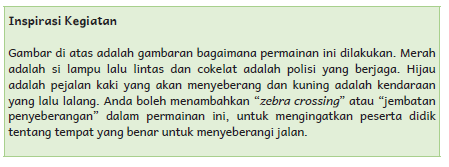 Inspirasi Kegiatan
Gambar di atas adalah gambaran bagaimana permainan ini dilakukan. Merah
adalah si lampu lalu lintas dan cokelat adalah polisi yang berjaga. Hijau
adalah pejalan kaki yang akan menyeberang dan kuning adalah kendaraan
yang lalu lalang. Anda boleh menambahkan “zebra crossing” atau “jembatan
penyeberangan” dalam permainan ini, untuk mengingatkan peserta didik
tentang tempat yang benar untuk menyeberangi jalan.